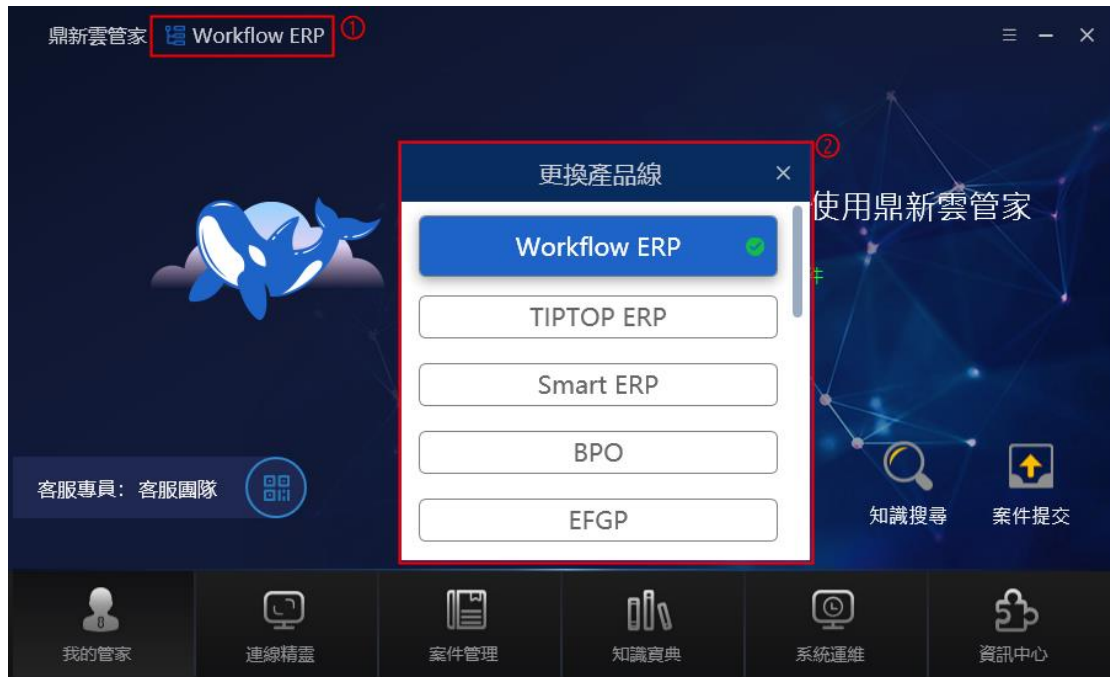 鼎新雲管家 Workflow ERP ①
②
更換產品線
Workflow ERP
TIPTOP ERP
Smart ERP
BPO
EFGP
使用鼎新雲管家
件
客服專員：客服團隊
知識搜尋
案件提交
我的管家
連線精靈
案件管理
知識寶典
系統運維
資訊中心